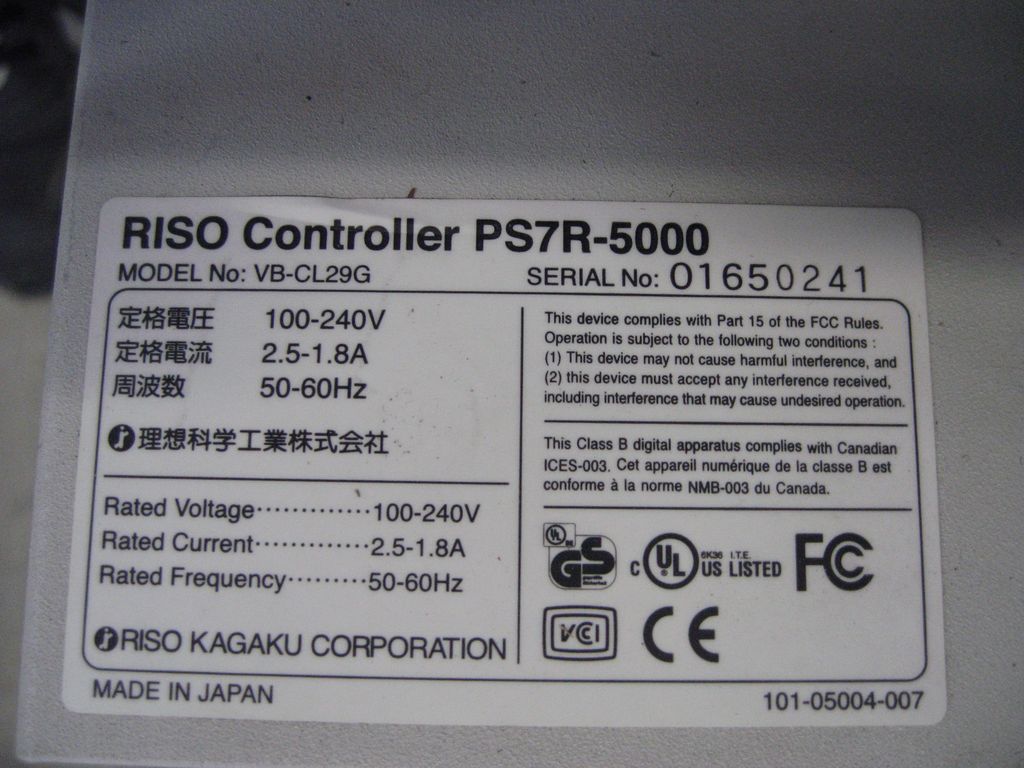 RISO Controller PS7R-5000
MODEL No: VB-CL29G
SERIAL No: 01650241
定格電圧 100-240V
定格電流 2.5-1.8A
周波数 50-60Hz
理想科学工業株式会社
Rated Voltage·············100-240V
Rated Current·············2.5-1.8A
Rated Frequency·········50-60Hz
RISO KAGAKU CORPORATION
This device complies with Part 15 of the FCC Rules.
Operation is subject to the following two conditions :
(1) This device may not cause harmful interference, and
(2) this device must accept any interference received,
including interference that may cause undesired operation.
This Class B digital apparatus complies with Canadian
ICES-003. Cet appareil numérique de la classe B est
conforme à la norme NMB-003 du Canada.
UL DE
GS
geprüfte
Sicherheit
C UL US LISTED
6K36 I.T.E.
FC
VCI
CE
MADE IN JAPAN
101-05004-007